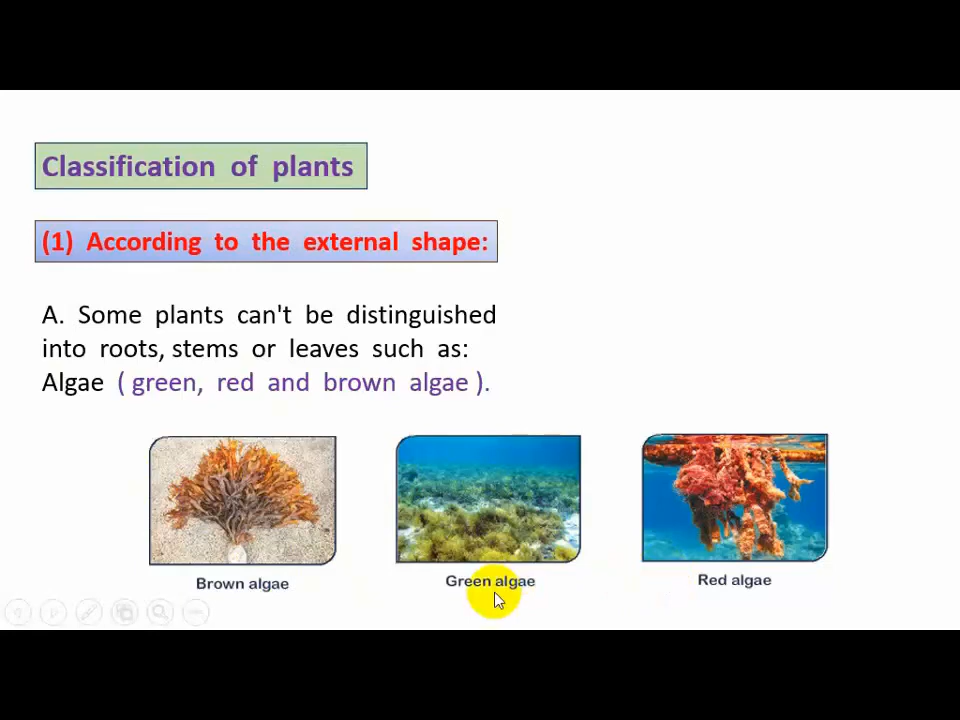 Classification of plants
(1) According to the external shape:
A. Some plants can't be distinguished
into roots, stems or leaves such as:
Algae ( green, red and brown algae ).
Brown algae
Green algae
Red algae